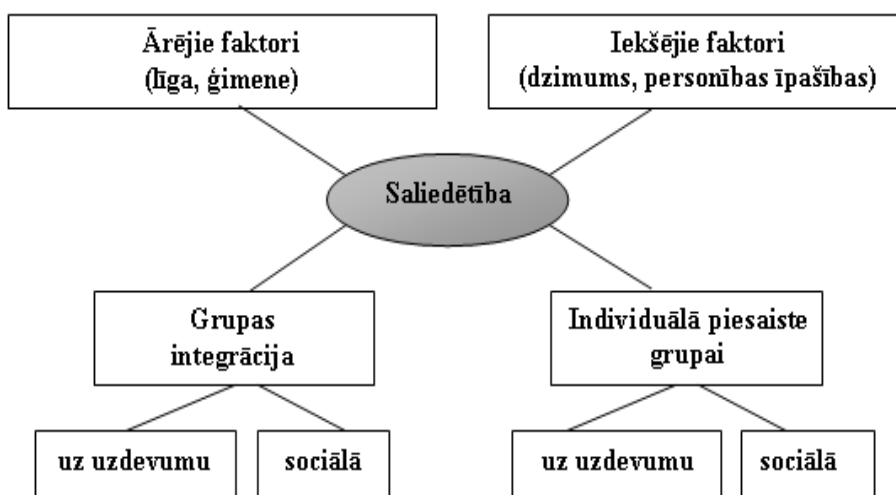 Ārējie faktori
(līga, ģimene)
Iekšējie faktori
(dzimums, personības īpašības)
Saliedētība
Grupas
integrācija
Individuālā piesaiste
grupai
uz uzdevumu
sociālā
uz uzdevumu
sociālā